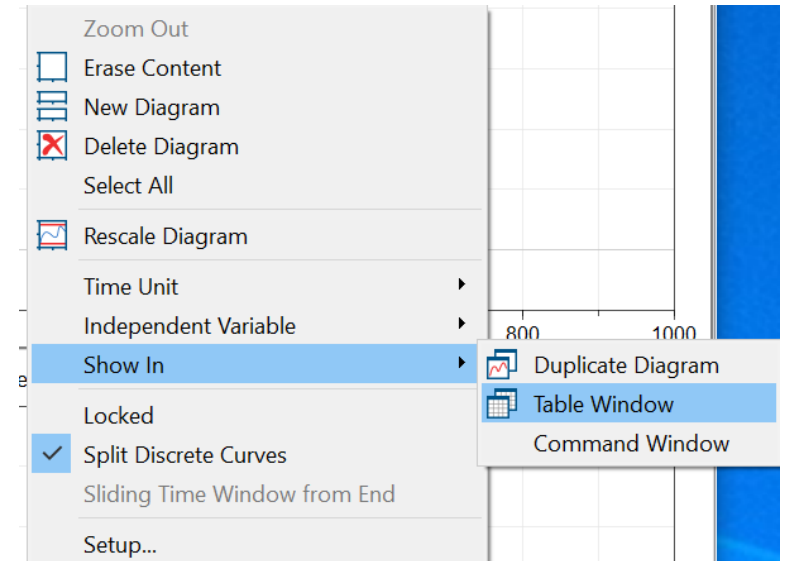 Zoom Out
Erase Content
New Diagram
Delete Diagram
Select All
Rescale Diagram
Time Unit
Independent Variable
800 1000
Show In
Duplicate Diagram
e
Locked
Table Window
Split Discrete Curves
Command Window
Sliding Time Window from End
Setup...